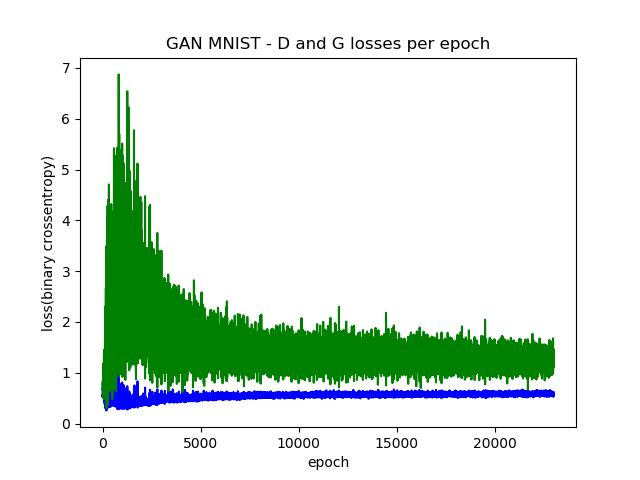 GAN MNIST - D and G losses per epoch
7
6
5
4
3
2
1
0
loss(binary crossentropy)
0 5000 10000 15000 20000
epoch